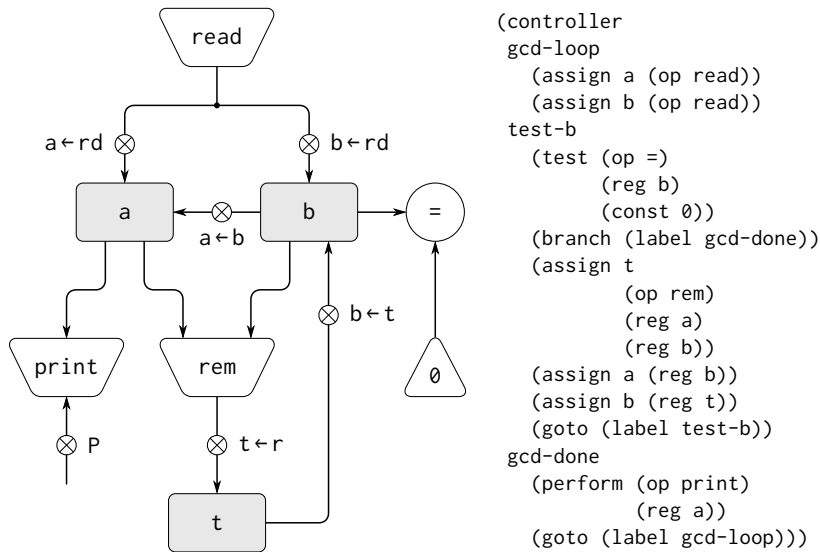 read
a←rd
b←rd
a
b
=
a←b
b←t
print
rem
0
P
t←r
t
(controller
 gcd-loop
   (assign a (op read))
   (assign b (op read))
 test-b
   (test (op =)
         (reg b)
         (const 0))
   (branch (label gcd-done))
   (assign t
           (op rem)
           (reg a)
           (reg b))
   (assign a (reg b))
   (assign b (reg t))
   (goto (label test-b))
 gcd-done
   (perform (op print)
            (reg a))
   (goto (label gcd-loop)))